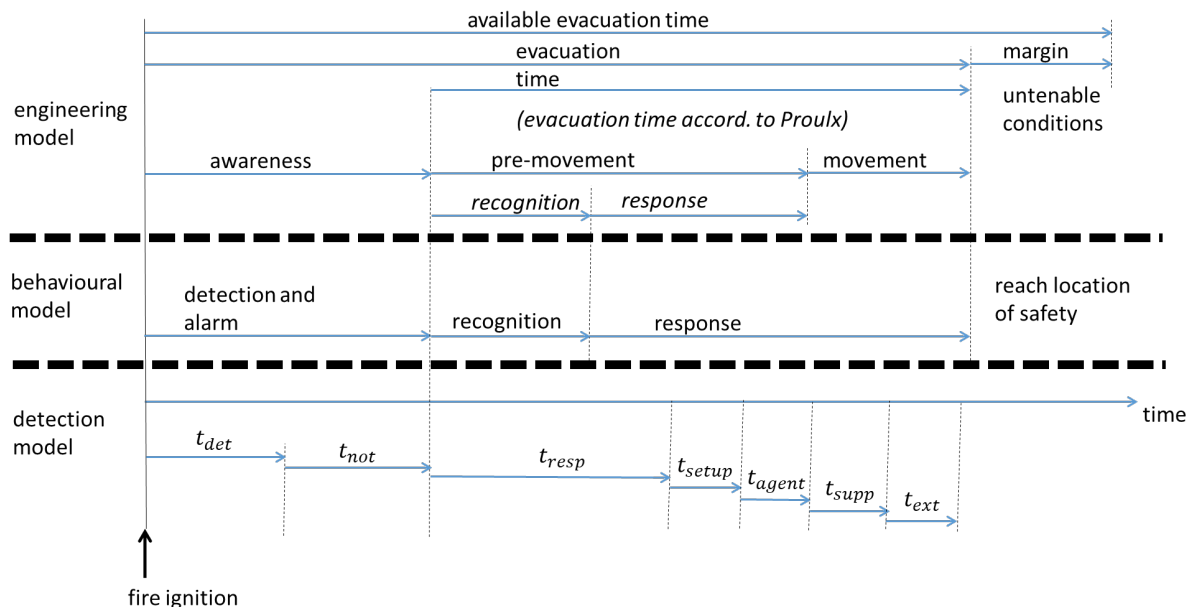 available evacuation time
evacuation
margin
time
engineering
model
untenable
conditions
(evacuation time accord. to Proulx)
awareness
pre-movement
movement
recognition
response
behavioural
model
detection and
alarm
recognition
response
reach location
of safety
detection
model
time
t_det
t_not
t_resp
t_setup
t_agent
t_supp
t_ext
fire ignition